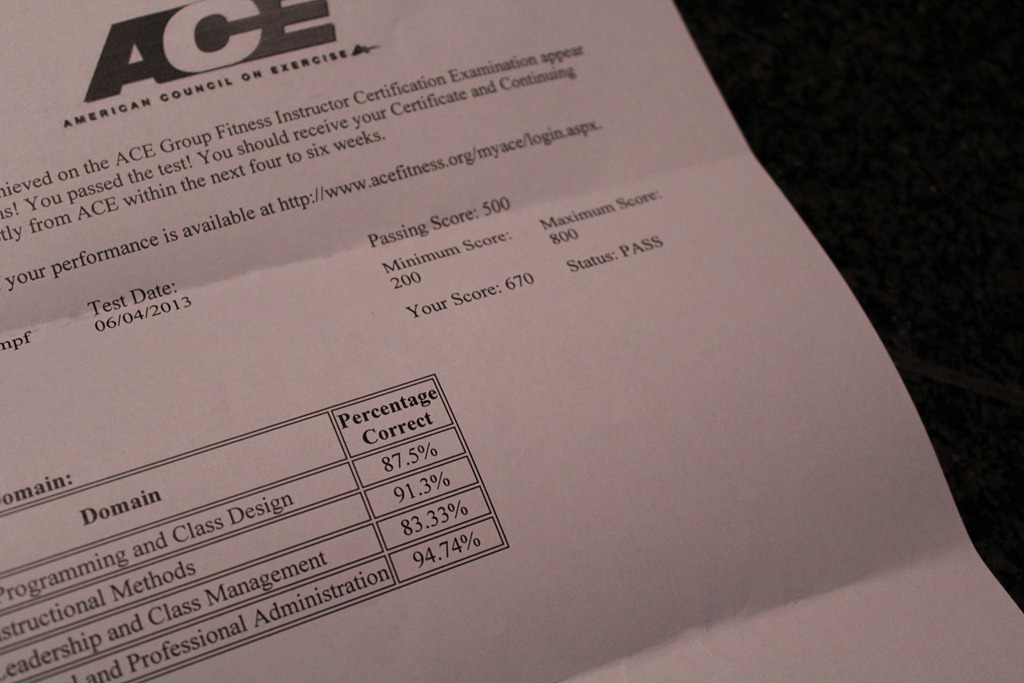 ACE
AMERICAN COUNCIL ON EXERCISE
hieved on the ACE Group Fitness Instructor Certification Examination appear
ns! You passed the test! You should receive your Certificate and Continuing
tly from ACE within the next four to six weeks.
your performance is available at http://www.acefitness.org/myace/login.aspx.
mpf
Test Date:
06/04/2013
Passing Score: 500
Minimum Score:
200
Maximum Score:
800
Your Score: 670
Status: PASS
omain:
Domain Percentage Correct
Programming and Class Design 87.5%
structional Methods 91.3%
Leadership and Class Management 83.33%
l and Professional Administration 94.74%